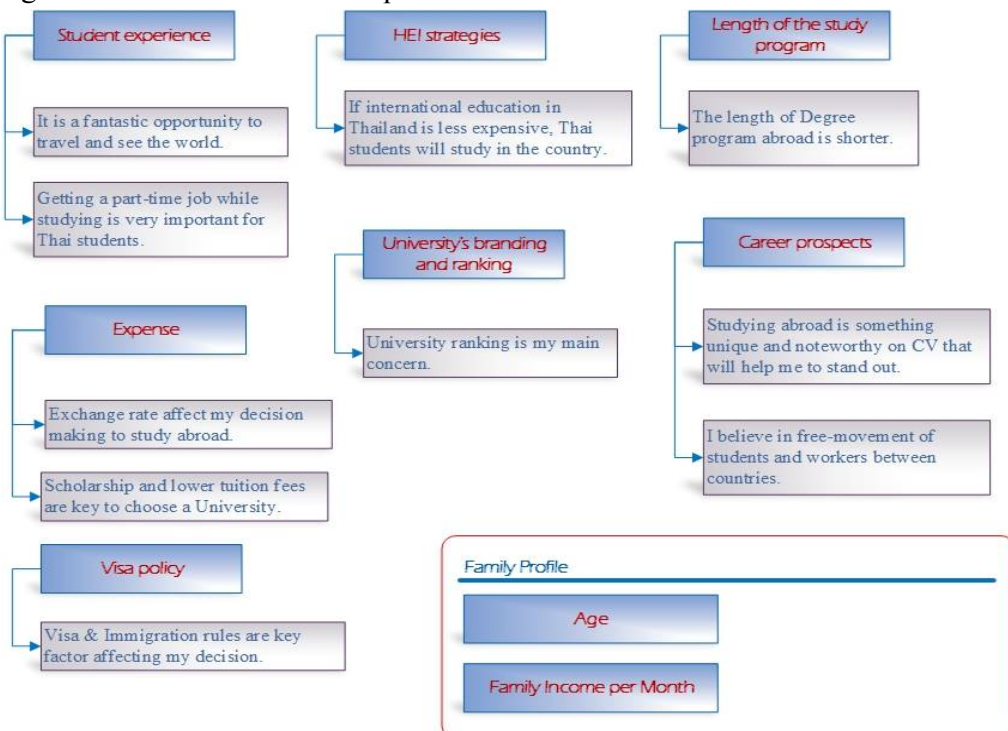 Student experience
It is a fantastic opportunity to
travel and see the world.
Getting a part-time job while
studying is very important for
Thai students.
HEI strategies
If international education in
Thailand is less expensive, Thai
students will study in the country.
Length of the study
program
The length of Degree
program abroad is shorter.
University's branding
and ranking
University ranking is my main
concern.
Career prospects
Studying abroad is something
unique and noteworthy on CV that
will help me to stand out.
I believe in free-movement of
students and workers between
countries.
Expense
Exchange rate affect my decision
making to study abroad.
Scholarship and lower tuition fees
are key to choose a University.
Visa policy
Visa & Immigration rules are key
factor affecting my decision.
Family Profile
Age
Family Income per Month